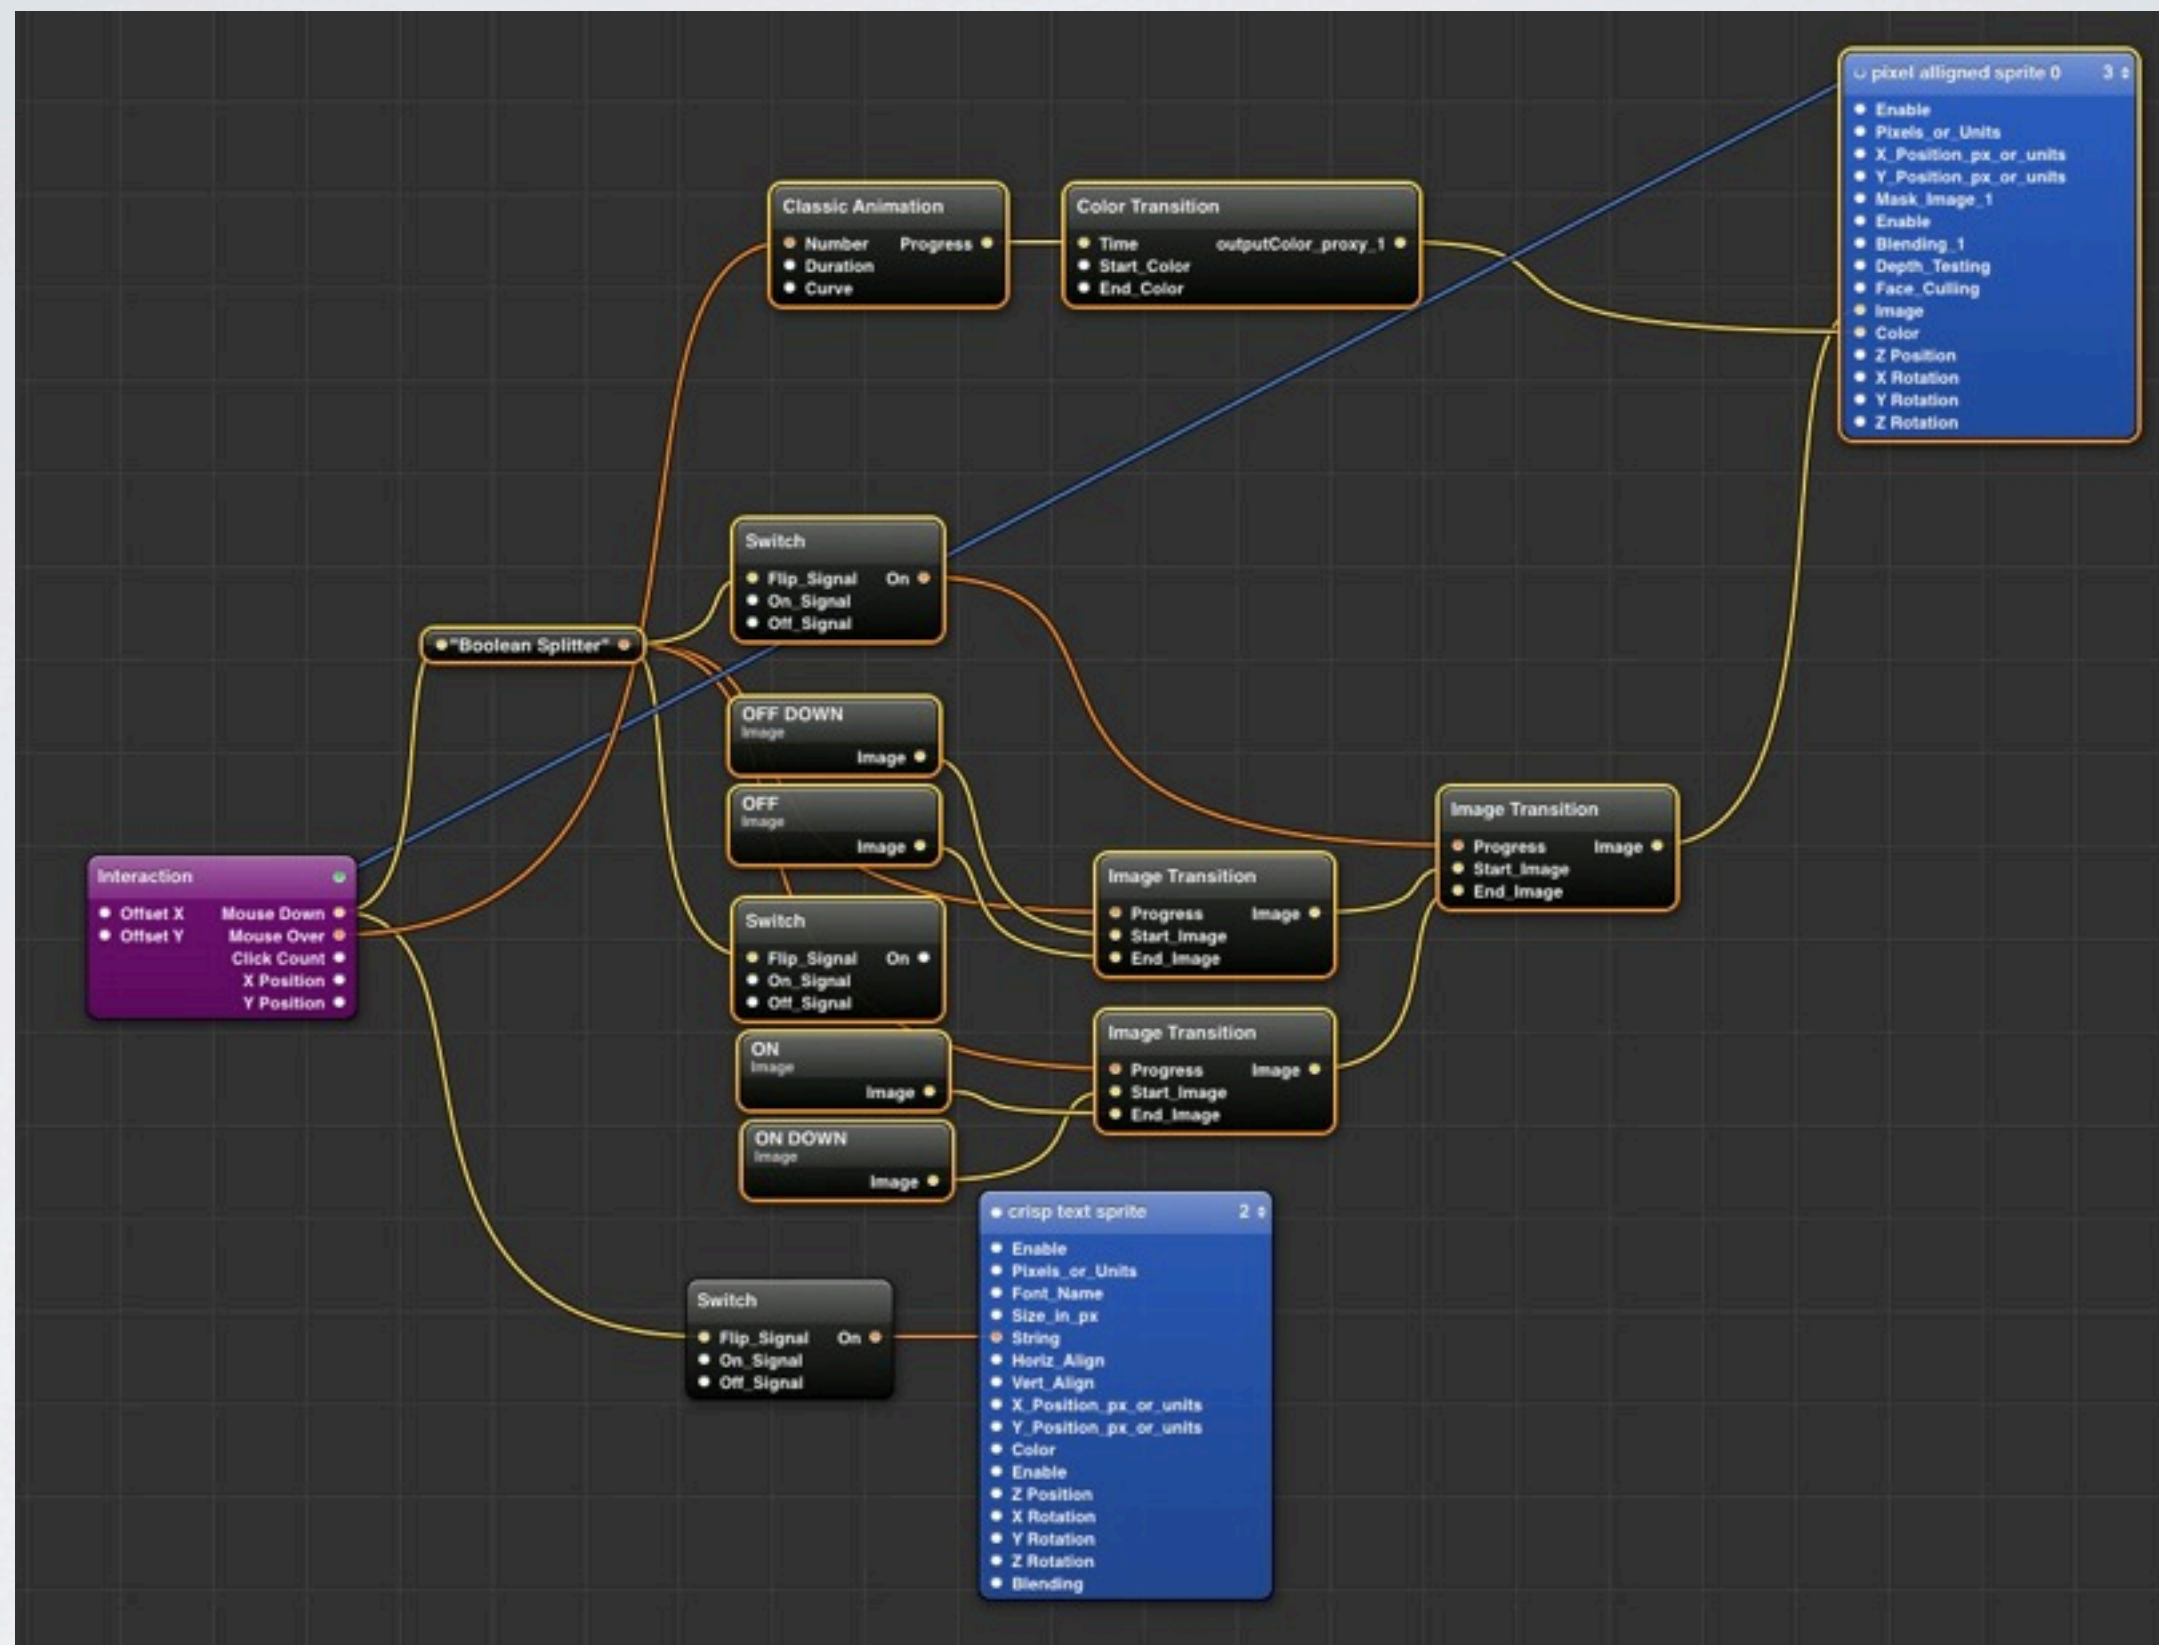 pixel alligned sprite 0 3
Enable
Pixels_or_Units
X_Position_px_or_units
Y_Position_px_or_units
Mask_Image_1
Enable
Blending_1
Depth_Testing
Face_Culling
Image
Color
Z Position
X Rotation
Y Rotation
Z Rotation
Classic Animation
Number Progress
Duration
Curve
Color Transition
Time outputColor_proxy_1
Start_Color
End_Color
Switch
Flip_Signal On
On_Signal
Off_Signal
"Boolean Splitter"
OFF DOWN
Image
Image
OFF
Image
Image
Interaction
Offset X Mouse Down
Offset Y Mouse Over
Click Count
X Position
Y Position
Switch
Flip_Signal On
On_Signal
Off_Signal
Image Transition
Progress Image
Start_Image
End_Image
Image Transition
Progress Image
Start_Image
End_Image
ON
Image
Image
Image Transition
Progress Image
Start_Image
End_Image
ON DOWN
Image
Image
Switch
Flip_Signal On
On_Signal
Off_Signal
crisp text sprite 2
Enable
Pixels_or_Units
Font_Name
Size_in_px
String
Horiz_Align
Vert_Align
X_Position_px_or_units
Y_Position_px_or_units
Color
Enable
Z Position
X Rotation
Y Rotation
Z Rotation
Blending